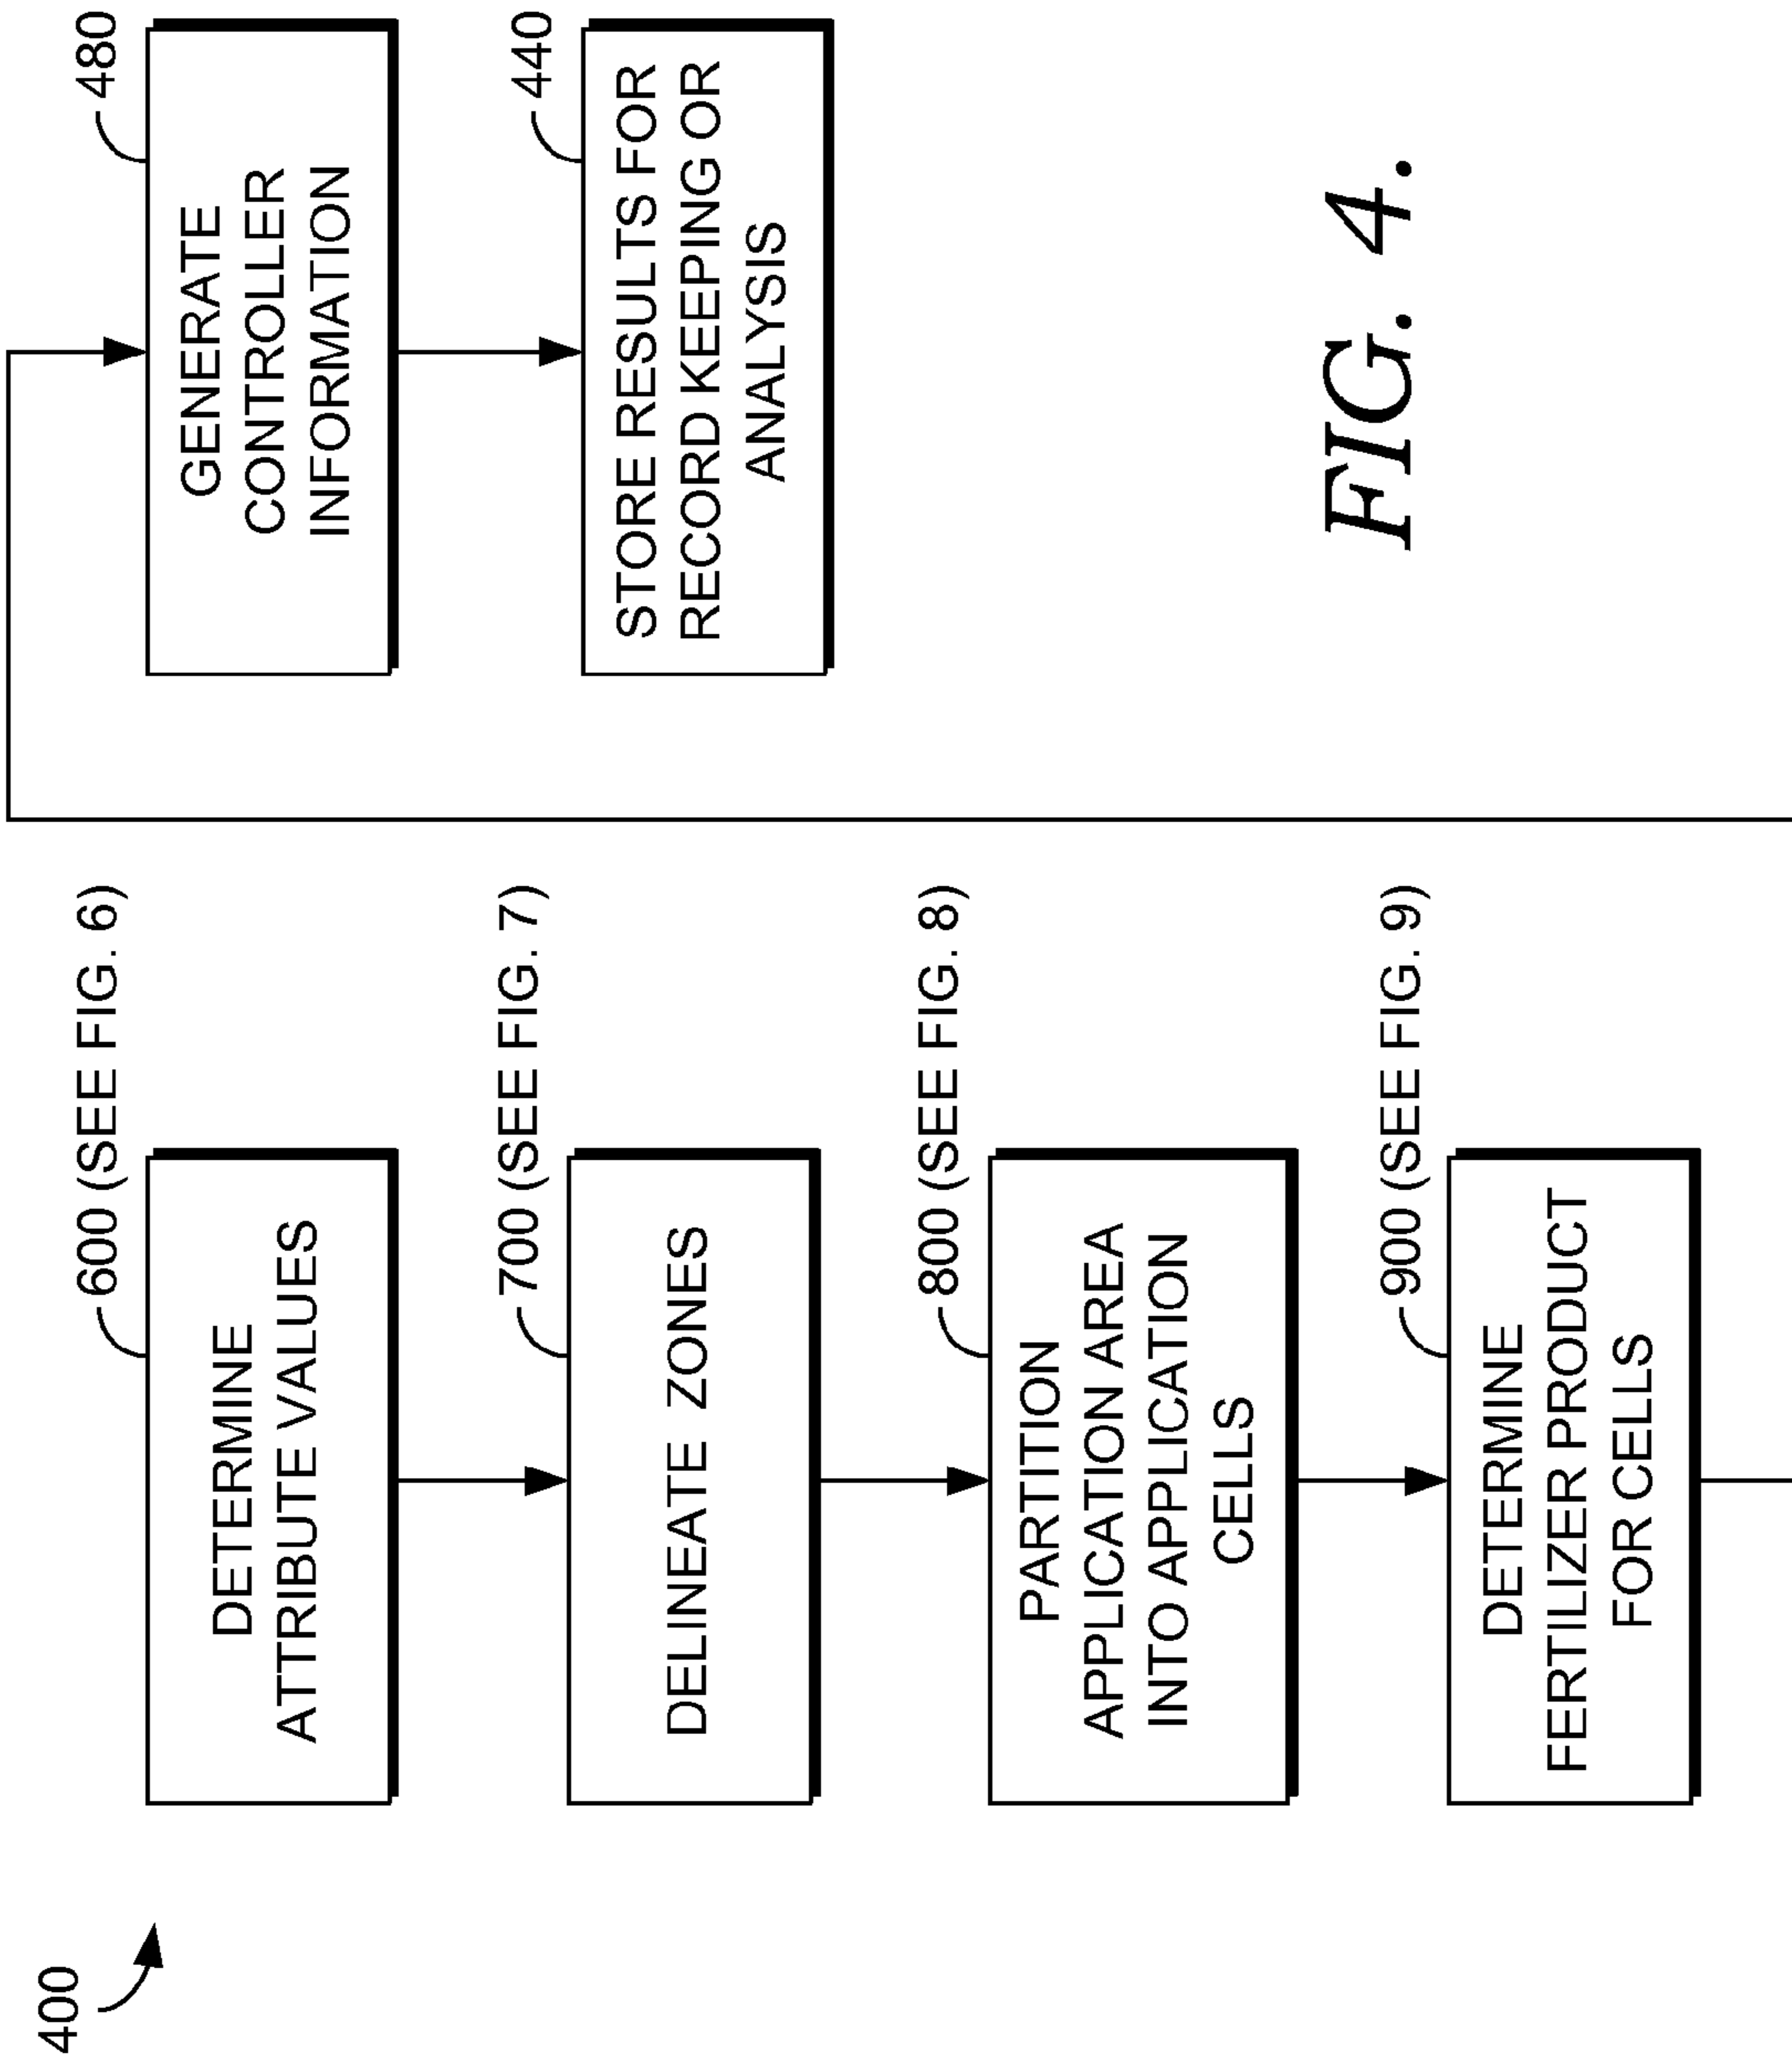 400
600 (SEE FIG. 6)
DETERMINE
ATTRIBUTE VALUES
700 (SEE FIG. 7)
DELINEATE ZONES
800 (SEE FIG. 8)
PARTITION
APPLICATION AREA
INTO APPLICATION
CELLS
900 (SEE FIG. 9)
DETERMINE
FERTILIZER PRODUCT
FOR CELLS
480
GENERATE
CONTROLLER
INFORMATION
440
STORE RESULTS FOR
RECORD KEEPING OR
ANALYSIS
FIG. 4.